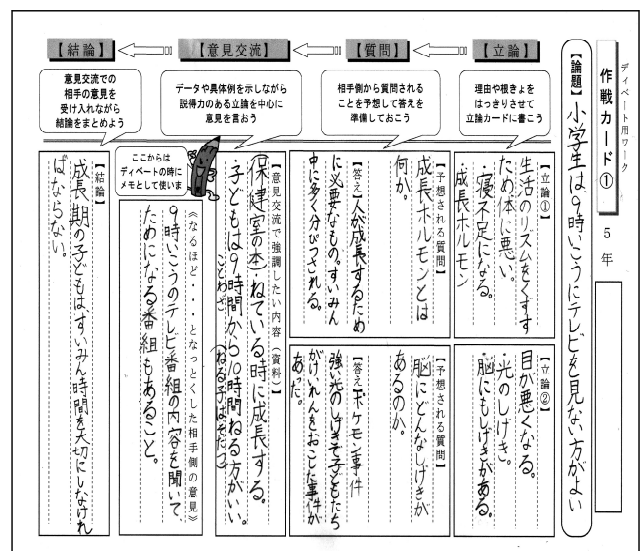 ディベート用ワーク
作戦カード①
5年
【論題】小学生は9時いこうにテレビを見ない方がよい
【立論】
理由や根きょを
はっきりさせて
立論カードに書こう
【質問】
相手側から質問される
ことを予想して答えを
準備しておこう
【意見交流】
データや具体例を示しながら
説得力のある立論を中心に
意見を言おう
【結論】
意見交流での
相手の意見を
受け入れながら
結論をまとめよう
【立論①】
生活のリズムをくずす
ため体に悪い。
・寝不足になる。
・成長ホルモン
【立論②】
目が悪くなる。
・光のしげき。
・脳にもしげきがある。
【予想される質問】
成長ホルモンとは
何か。
【答え】人が成長するため
に必要なもの。すいみん
中に多く分ぴつされる。
【予想される質問】
脳にどんなしげきが
あるのか。
【答え】ポケモン事件
強い光のしげきで子どもたち
がけいれんをおこした事件が
あった。
【意見交流で強調したい内容（資料）】
(保建室の本)・ねている時に成長する。
・子どもは9時間から10時間ねる方がいい。
ことわざ（ねる子はそだつ）
ここからは
ディベートの時に
メモとして使いま
《なるほど・・・となっとくした相手側の意見》
9時いこうのテレビ番組の内容を聞いて、
ためになる番組もあること。
【結論】
成長期の子どもは、すいみん時間を大切にしなけれ
ばならない。